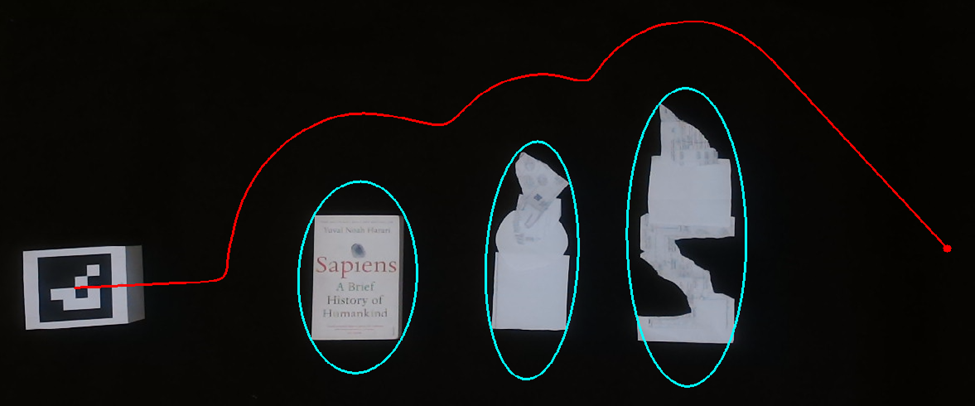 Yuval Noah Harari
Sapiens
A Brief
History of
Humankind